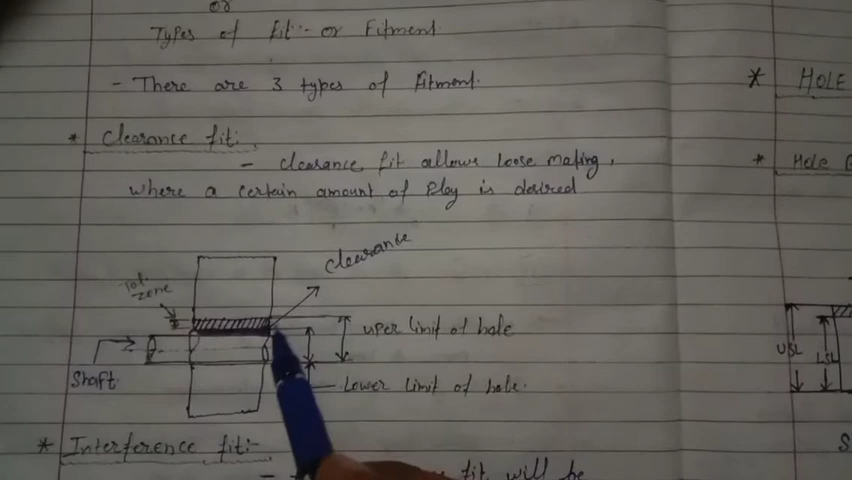 or
Types of fit:- or Fitment.
- There are 3 types of Fitment.
* Clearance fit:-
- clearance fit allows loose mating,
where a certain amount of Play is desired
clearance
Tol.
zone
uper limit of hole
Shaft.
Lower limit of hole.
* Interference fit:-
fit will be
* HOLE
* Hole
USL
LSL
S